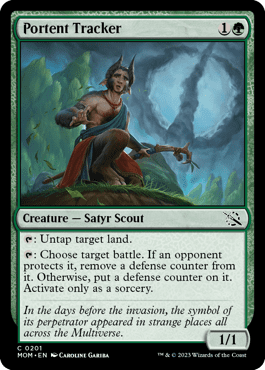 Portent Tracker 1
Creature — Satyr Scout
: Untap target land.
: Choose target battle. If an opponent
protects it, remove a defense counter from
it. Otherwise, put a defense counter on it.
Activate only as a sorcery.
In the days before the invasion, the symbol of
its perpetrator appeared in strange places all
across the Multiverse.
1/1
C 0201
MOM • EN CAROLINE GARIBA
™ & © 2023 Wizards of the Coast